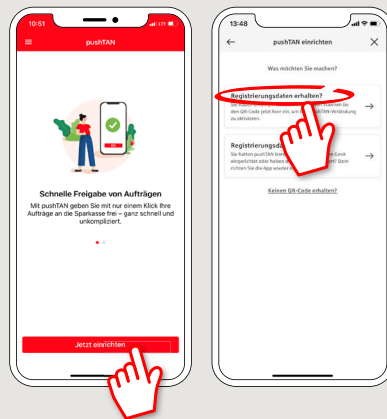 10:51
LTE
pushTAN
Schnelle Freigabe von Aufträgen
Mit pushTAN geben Sie mit nur einem Klick Ihre
Aufträge an die Sparkasse frei – ganz schnell und
unkompliziert.
Jetzt einrichten
13:48
pushTAN einrichten
Was möchten Sie machen?
Registrierungsdaten erhalten?
den QR-Code jetzt hier ein, um
zu aktivieren.
Registrierungsda
Sie hatten pushTAN
eingerichtet oder haben
richten Sie die App wieder
Keinen QR-Code erhalten?